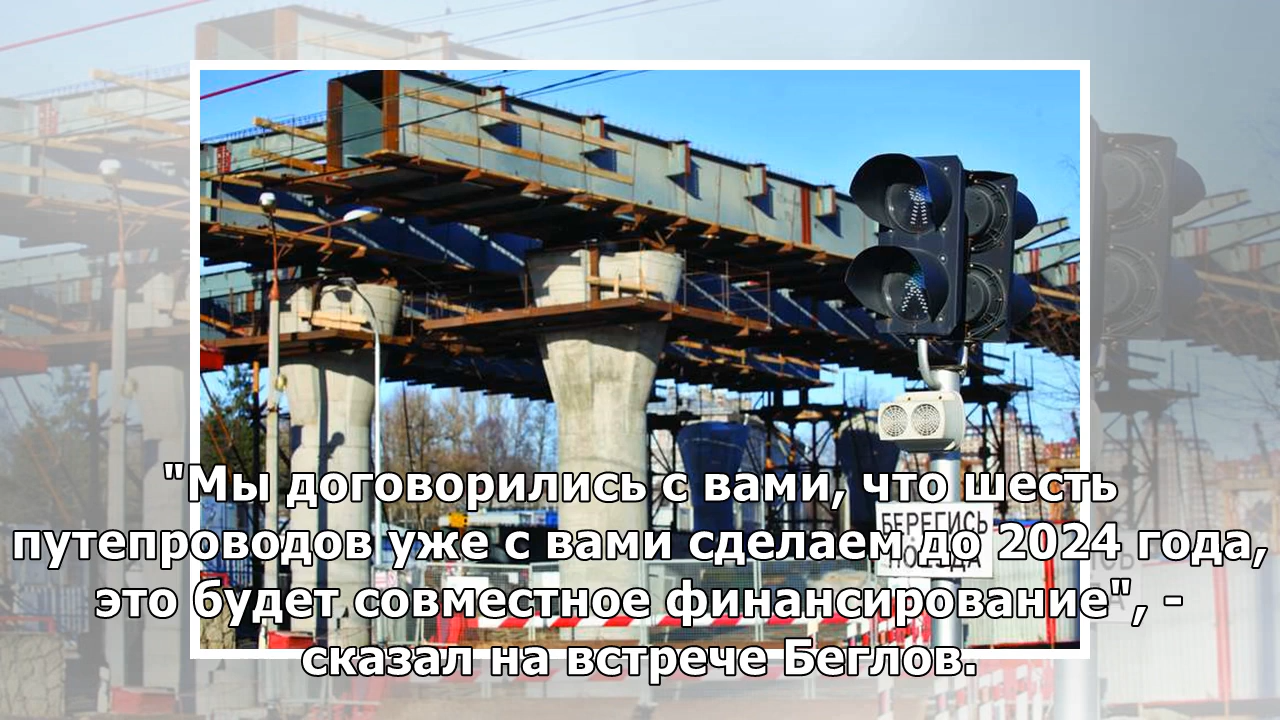 БЕРЕГИСЬ
ПОЕЗДА
"Мы договорились с вами, что шесть
путепроводов уже с вами сделаем до 2024 года,
это будет совместное финансирование", -
сказал на встрече Беглов.